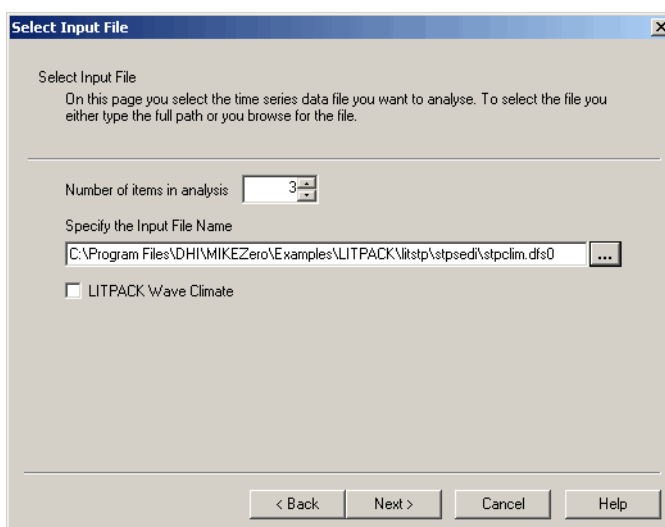 Select Input File
Select Input File
On this page you select the time series data file you want to analyse. To select the file you
either type the full path or you browse for the file.
Number of items in analysis 3
Specify the Input File Name
C:\Program Files\DHI\MIKEZero\Examples\LITPACK\litstp\stpsedi\stpclim.dfs0 ...
LITPACK Wave Climate
< Back Next > Cancel Help